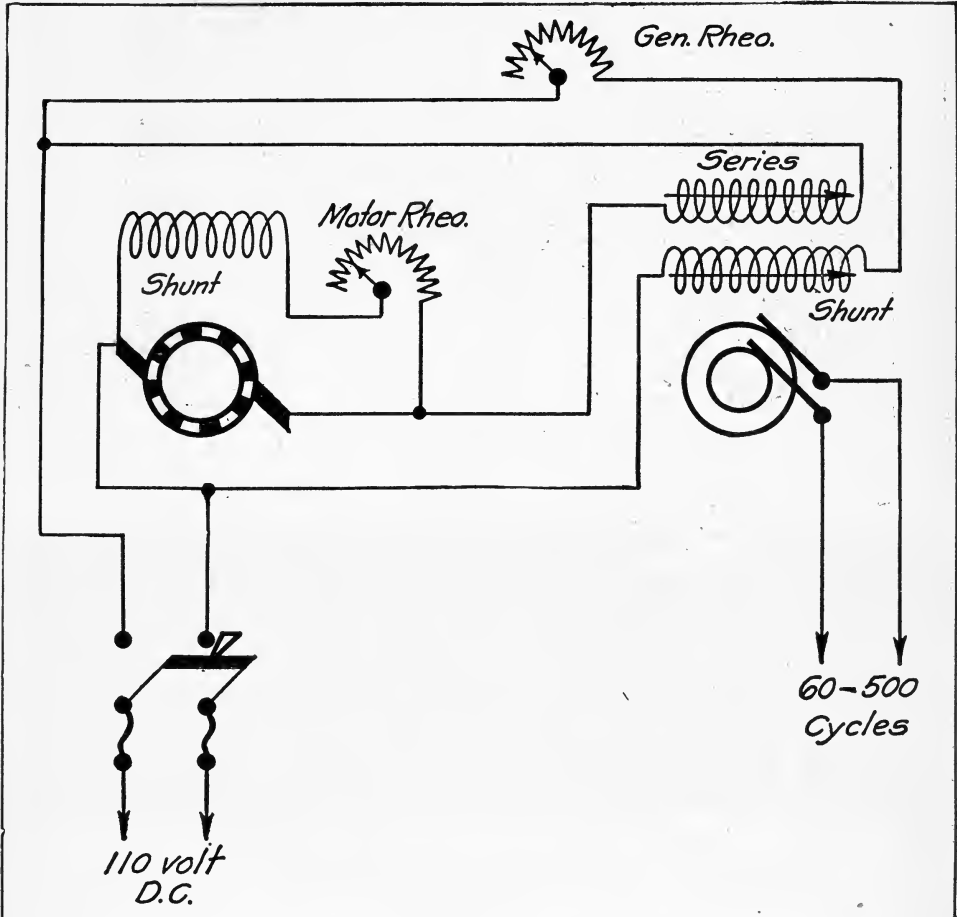 Gen. Rheo.
Series
Motor Rheo.
Shunt
Shunt
60-500
Cycles
110 volt
D.C.